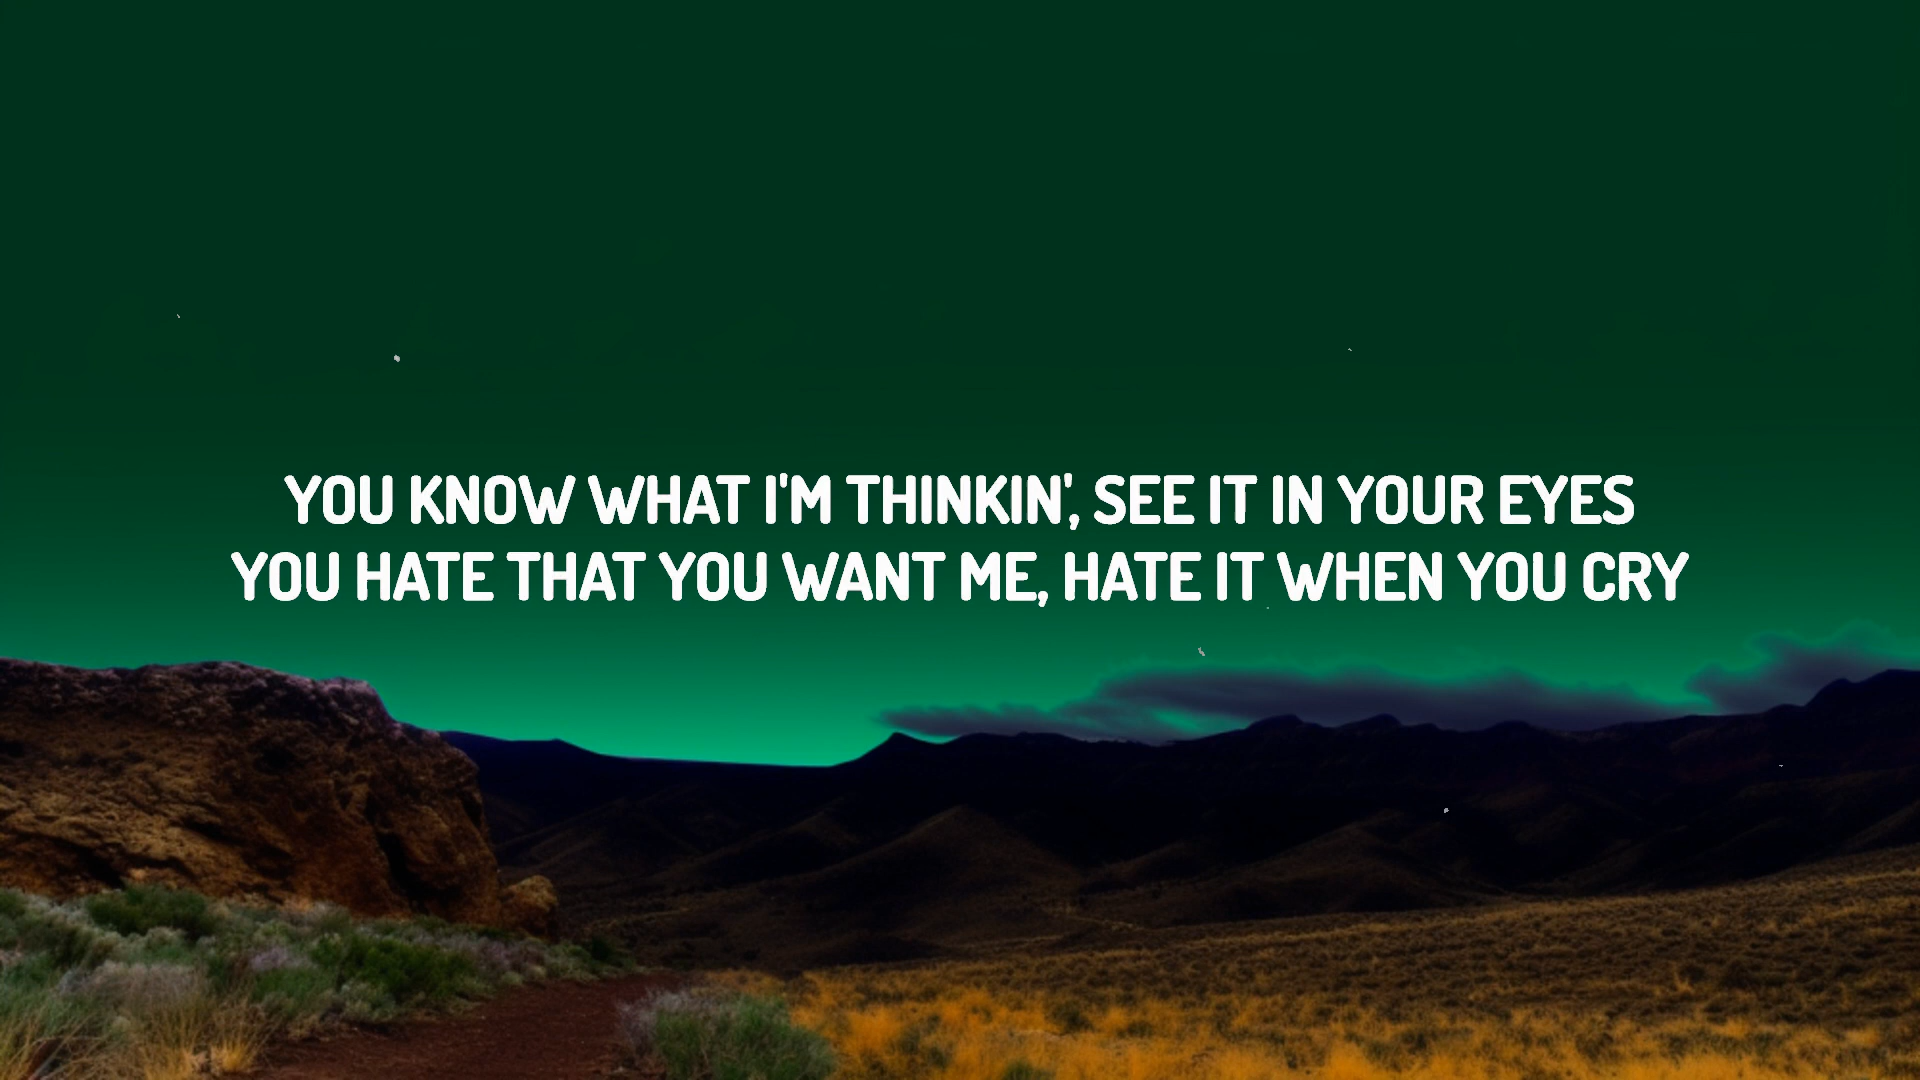 YOU KNOW WHAT I'M THINKIN', SEE IT IN YOUR EYES
YOU HATE THAT YOU WANT ME, HATE IT WHEN YOU CRY